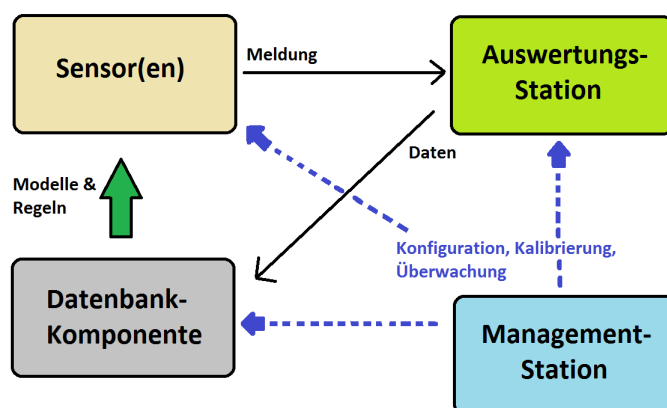 Sensor(en)
Meldung
Auswertungs-
Station
Daten
Modelle &
Regeln
Konfiguration, Kalibrierung,
Überwachung
Datenbank-
Komponente
Management-
Station